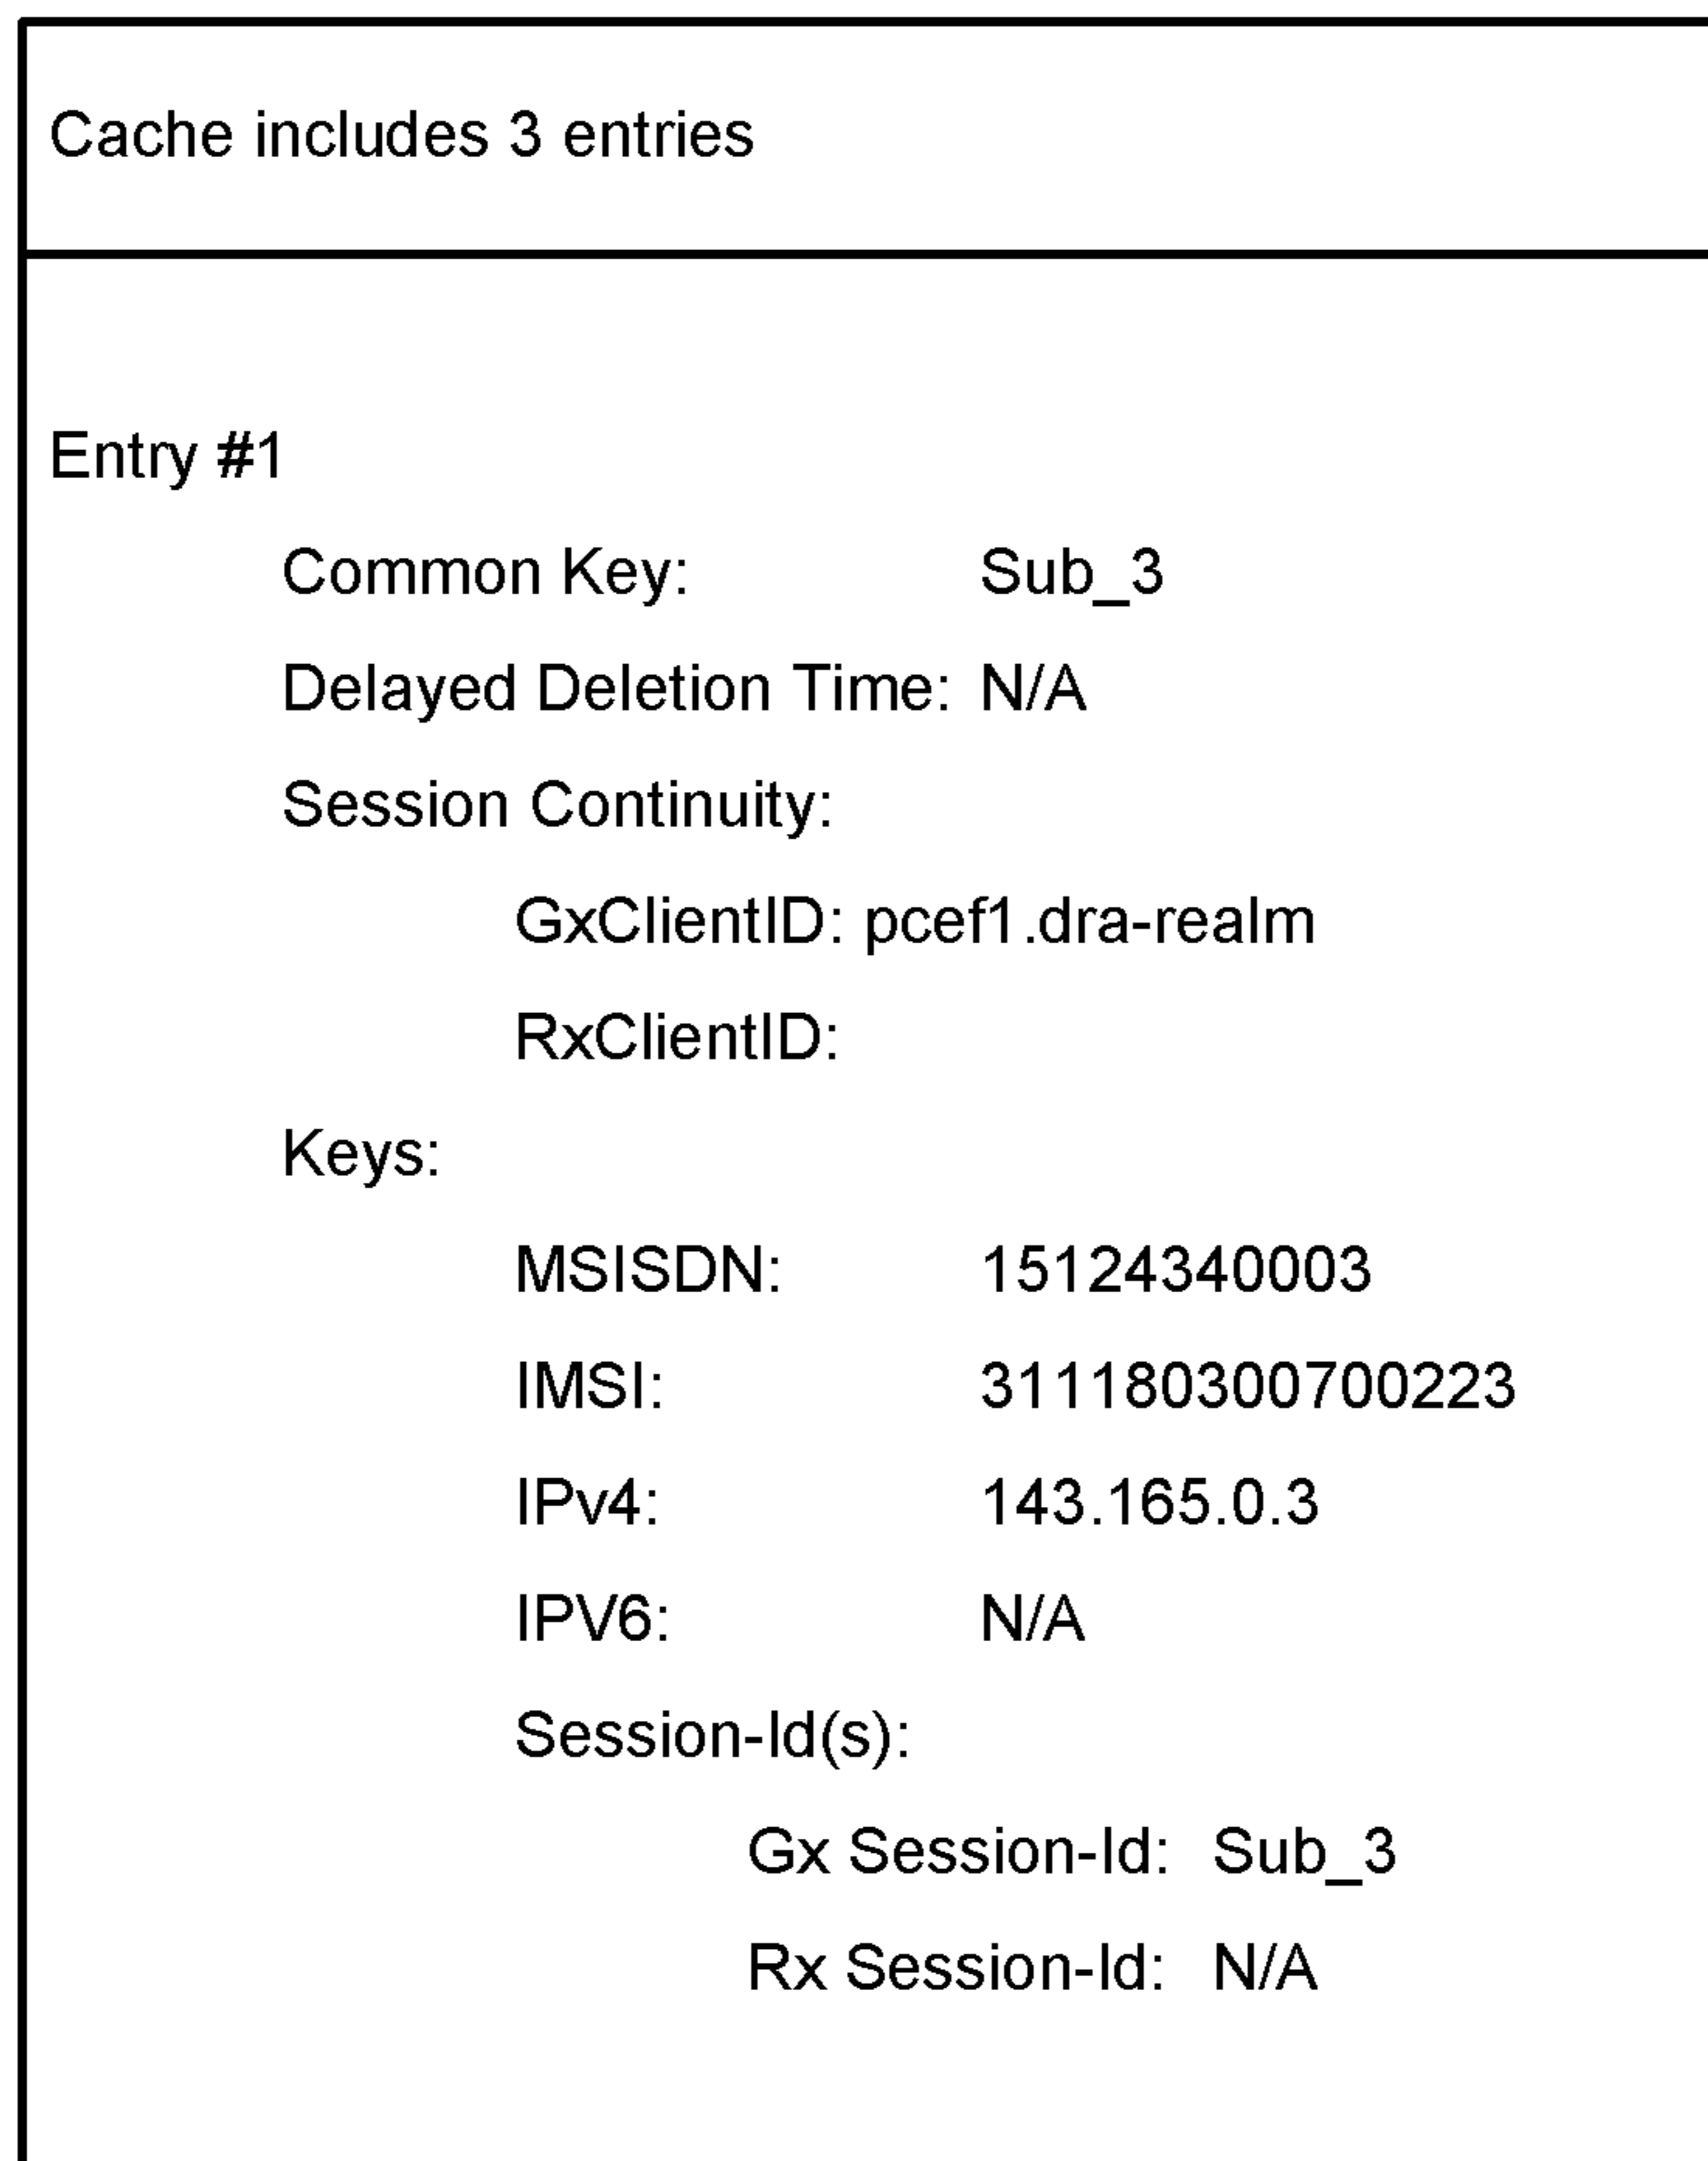 Cache includes 3 entries
Entry #1
Common Key: Sub_3
Delayed Deletion Time: N/A
Session Continuity:
GxClientID: pcef1.dra-realm
RxClientID:
Keys:
MSISDN: 15124340003
IMSI: 311180300700223
IPv4: 143.165.0.3
IPV6: N/A
Session-Id(s):
Gx Session-Id: Sub_3
Rx Session-Id: N/A